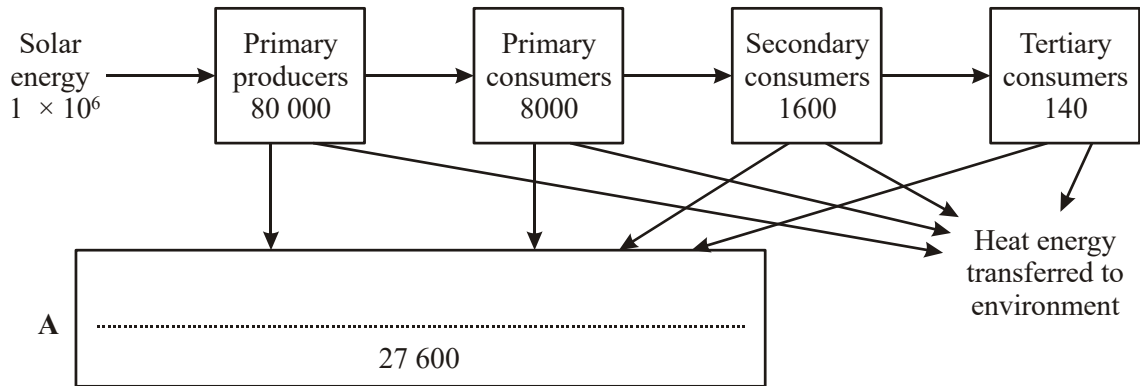 Solar
energy
1 × 10⁶
Primary
producers
80 000
Primary
consumers
8000
Secondary
consumers
1600
Tertiary
consumers
140
Heat energy
transferred to
environment
A
27 600